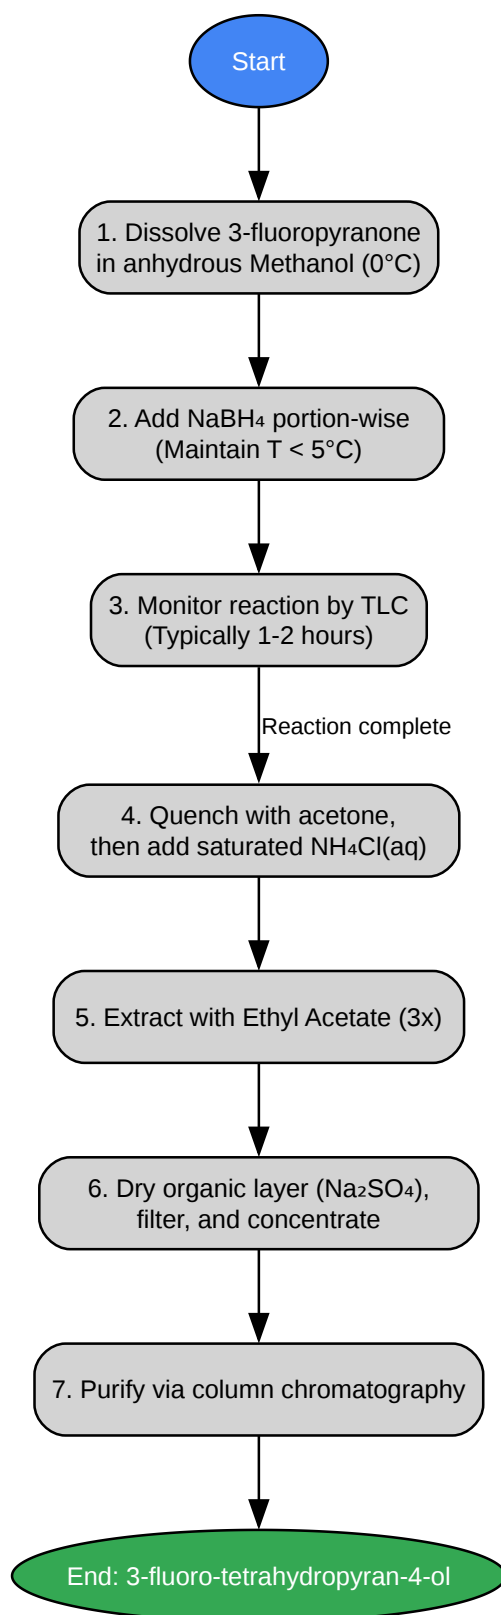 Start
1. Dissolve 3-fluoropyranone
in anhydrous Methanol (0°C)
2. Add NaBH₄ portion-wise
(Maintain T < 5°C)
3. Monitor reaction by TLC
(Typically 1-2 hours)
Reaction complete
4. Quench with acetone,
then add saturated NH₄Cl(aq)
5. Extract with Ethyl Acetate (3x)
6. Dry organic layer (Na₂SO₄),
filter, and concentrate
7. Purify via column chromatography
End: 3-fluoro-tetrahydropyran-4-ol